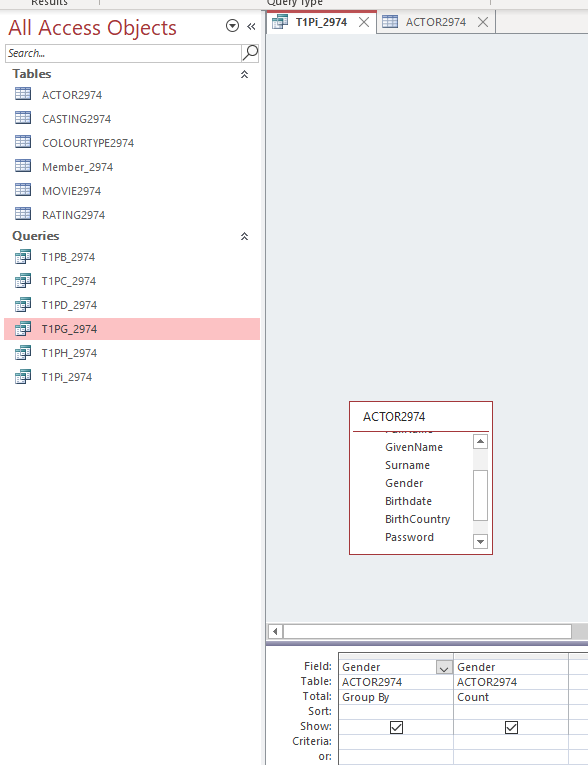 Results
Query Type
All Access Objects
Search...
Tables
ACTOR2974
CASTING2974
COLOURTYPE2974
Member_2974
MOVIE2974
RATING2974
Queries
T1PB_2974
T1PC_2974
T1PD_2974
T1PG_2974
T1PH_2974
T1Pi_2974
T1Pi_2974
ACTOR2974
ACTOR2974
GivenName
Surname
Gender
Birthdate
BirthCountry
Password
Field: Gender Gender
Table: ACTOR2974 ACTOR2974
Total: Group By Count
Sort:
Show:
Criteria:
or: